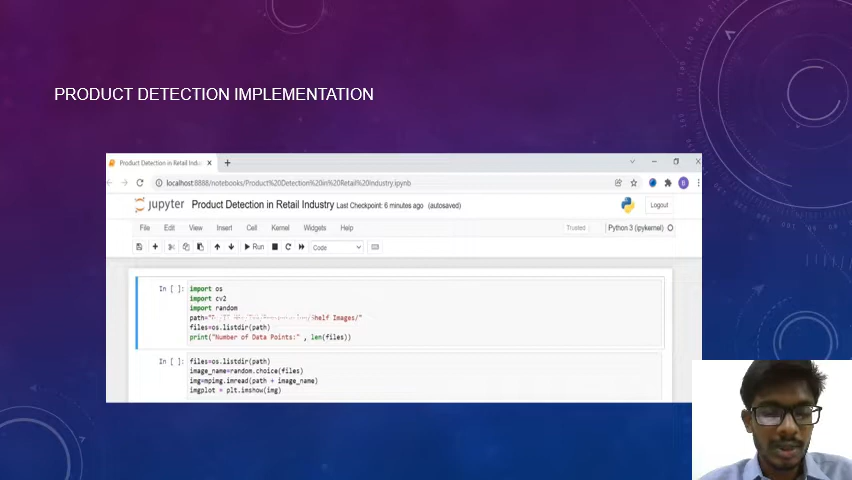 PRODUCT DETECTION IMPLEMENTATION
Product Detection in Retail Indus
localhost:8888/notebooks/Product%20Detection%20in%20Retail%20Industry.ipynb
B
jupyter Product Detection in Retail Industry Last Checkpoint: 6 minutes ago (autosaved)
Logout
File Edit View Insert Cell Kernel Widgets Help
Trusted
Python 3 (ipykernel)
Run
Code
In [ ]: import os
import cv2
import random
path="D:/ Shelf Images/"
files=os.listdir(path)
print("Number of Data Points:" , len(files))
In [ ]: files=os.listdir(path)
image_name=random.choice(files)
img=mpimg.imread(path + image_name)
imgplot = plt.imshow(img)